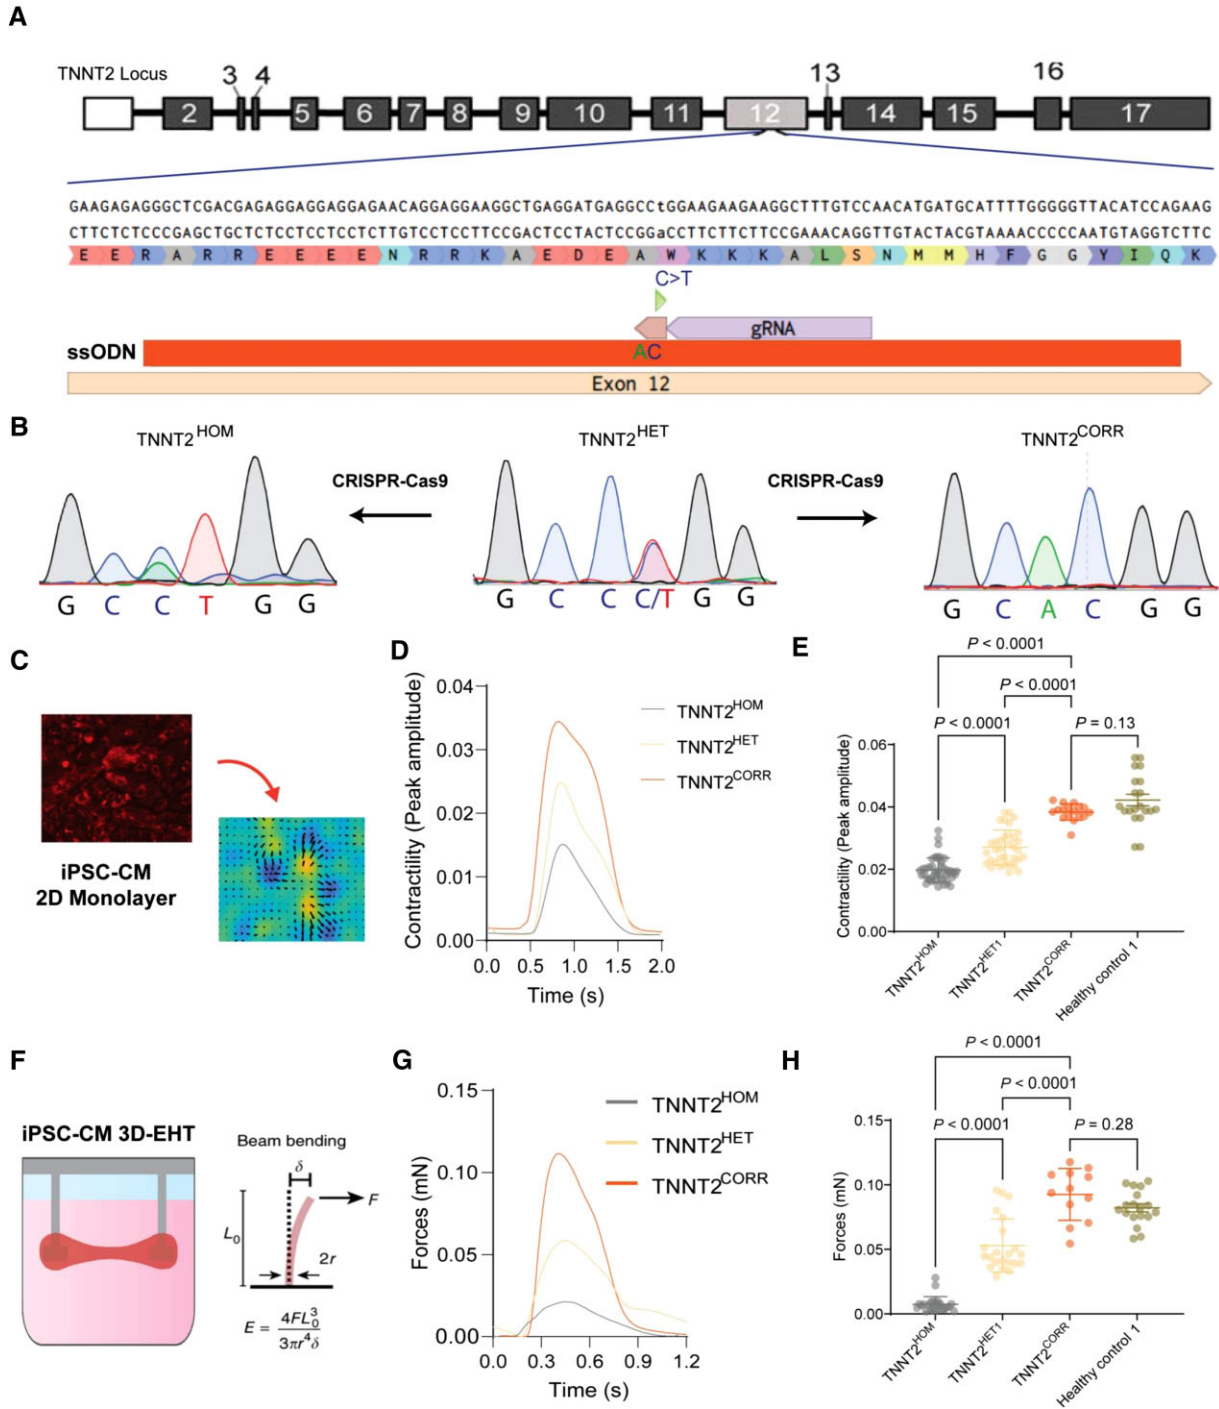 A
TNNT2 Locus
3 4 13 16
2 5 6 7 8 9 10 11 12 14 15 17
GAAGAGAGGGCTCGACGAGAGGAGGAGGAGAACAGGAGGAAGGCTGAGGATGAGGCCtGGAAGAAGAAGGCTTTGTCCAACATGATGCATTTTGGGGGTTACATCCAGAAG
CTTCTCTCCCGAGCTGCTCTCCTCCTCCTCTTGTCCTCCTTCCGACTCCTACTCCGGaCCTTCTTCTTCCGAAACAGGTTGTACTACGTAAAACCCCCAATGTAGGTCTTC
E E R A R R E E E E N R R K A E D E A W K K K A L S N M M H F G G Y I Q K
C>T
gRNA
ssODN
AC
Exon 12
B
TNNT2HOM
TNNT2HET
TNNT2CORR
CRISPR-Cas9
CRISPR-Cas9
G C C T G G
G C C C/T G G
G C A C G G
C
iPSC-CM
2D Monolayer
D
Contractility (Peak amplitude)
0.04
0.03
0.02
0.01
0.00
0.0 0.5 1.0 1.5 2.0
Time (s)
TNNT2HOM
TNNT2HET
TNNT2CORR
E
P < 0.0001
P < 0.0001
P < 0.0001
P = 0.13
Contractility (Peak amplitude)
0.06
0.04
0.02
0.00
TNNT2HOM
TNNT2HET1
TNNT2CORR
Healthy control 1
F
iPSC-CM 3D-EHT
Beam bending
δ
F
L0
2r
E = 4FL0³ / 3πr⁴δ
G
Forces (mN)
0.15
0.10
0.05
0.00
0.0 0.3 0.6 0.9 1.2
Time (s)
TNNT2HOM
TNNT2HET
TNNT2CORR
H
P < 0.0001
P < 0.0001
P < 0.0001
P = 0.28
Forces (mN)
0.15
0.10
0.05
0.00
TNNT2HOM
TNNT2HET1
TNNT2CORR
Healthy control 1